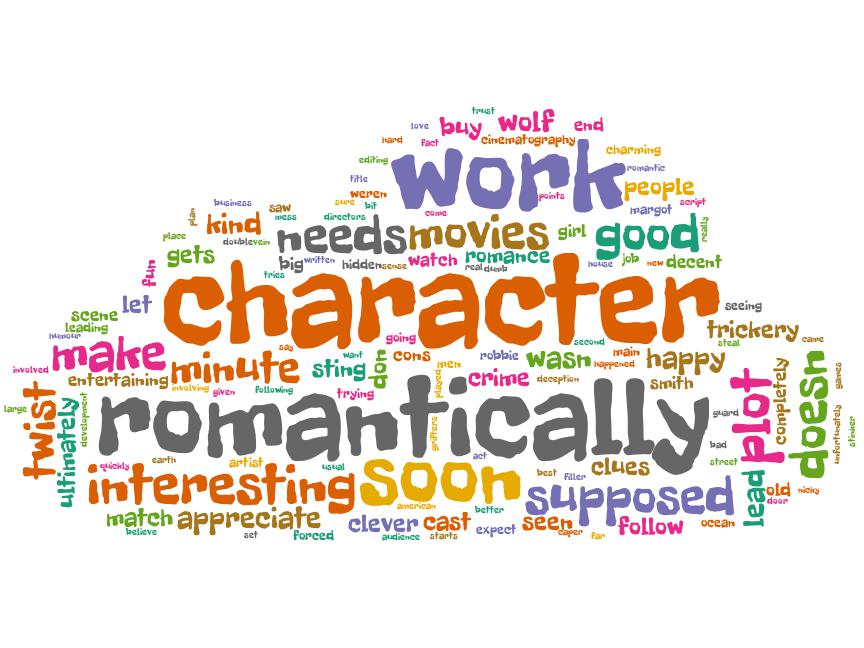 trust
love buy wolf end
hard fact cinematography
editing work charming
romantic
title people
weren points
sure bit margot script
business saw come
plan kind mess directors
place doublevein needs movies girl good really
gets romance
big written hiddensense watch real dumb house job new decent
fun tries
let character seeing
scene
leading trickery
humour going second steal came
make say want cons robbie wasn main happy
involved minute sting don men happened
entertaining involving crime deception smith
given following trying played games
large twist ultimately development romantically grifters guard plot completely doesn
act bad unfortunately stinker
quickly earth artist usual street
interesting soon best filler clues
supposed lead old nicky
door
american better
match appreciate clever cast seen follow ocean
believe set forced audience starts expect caper far